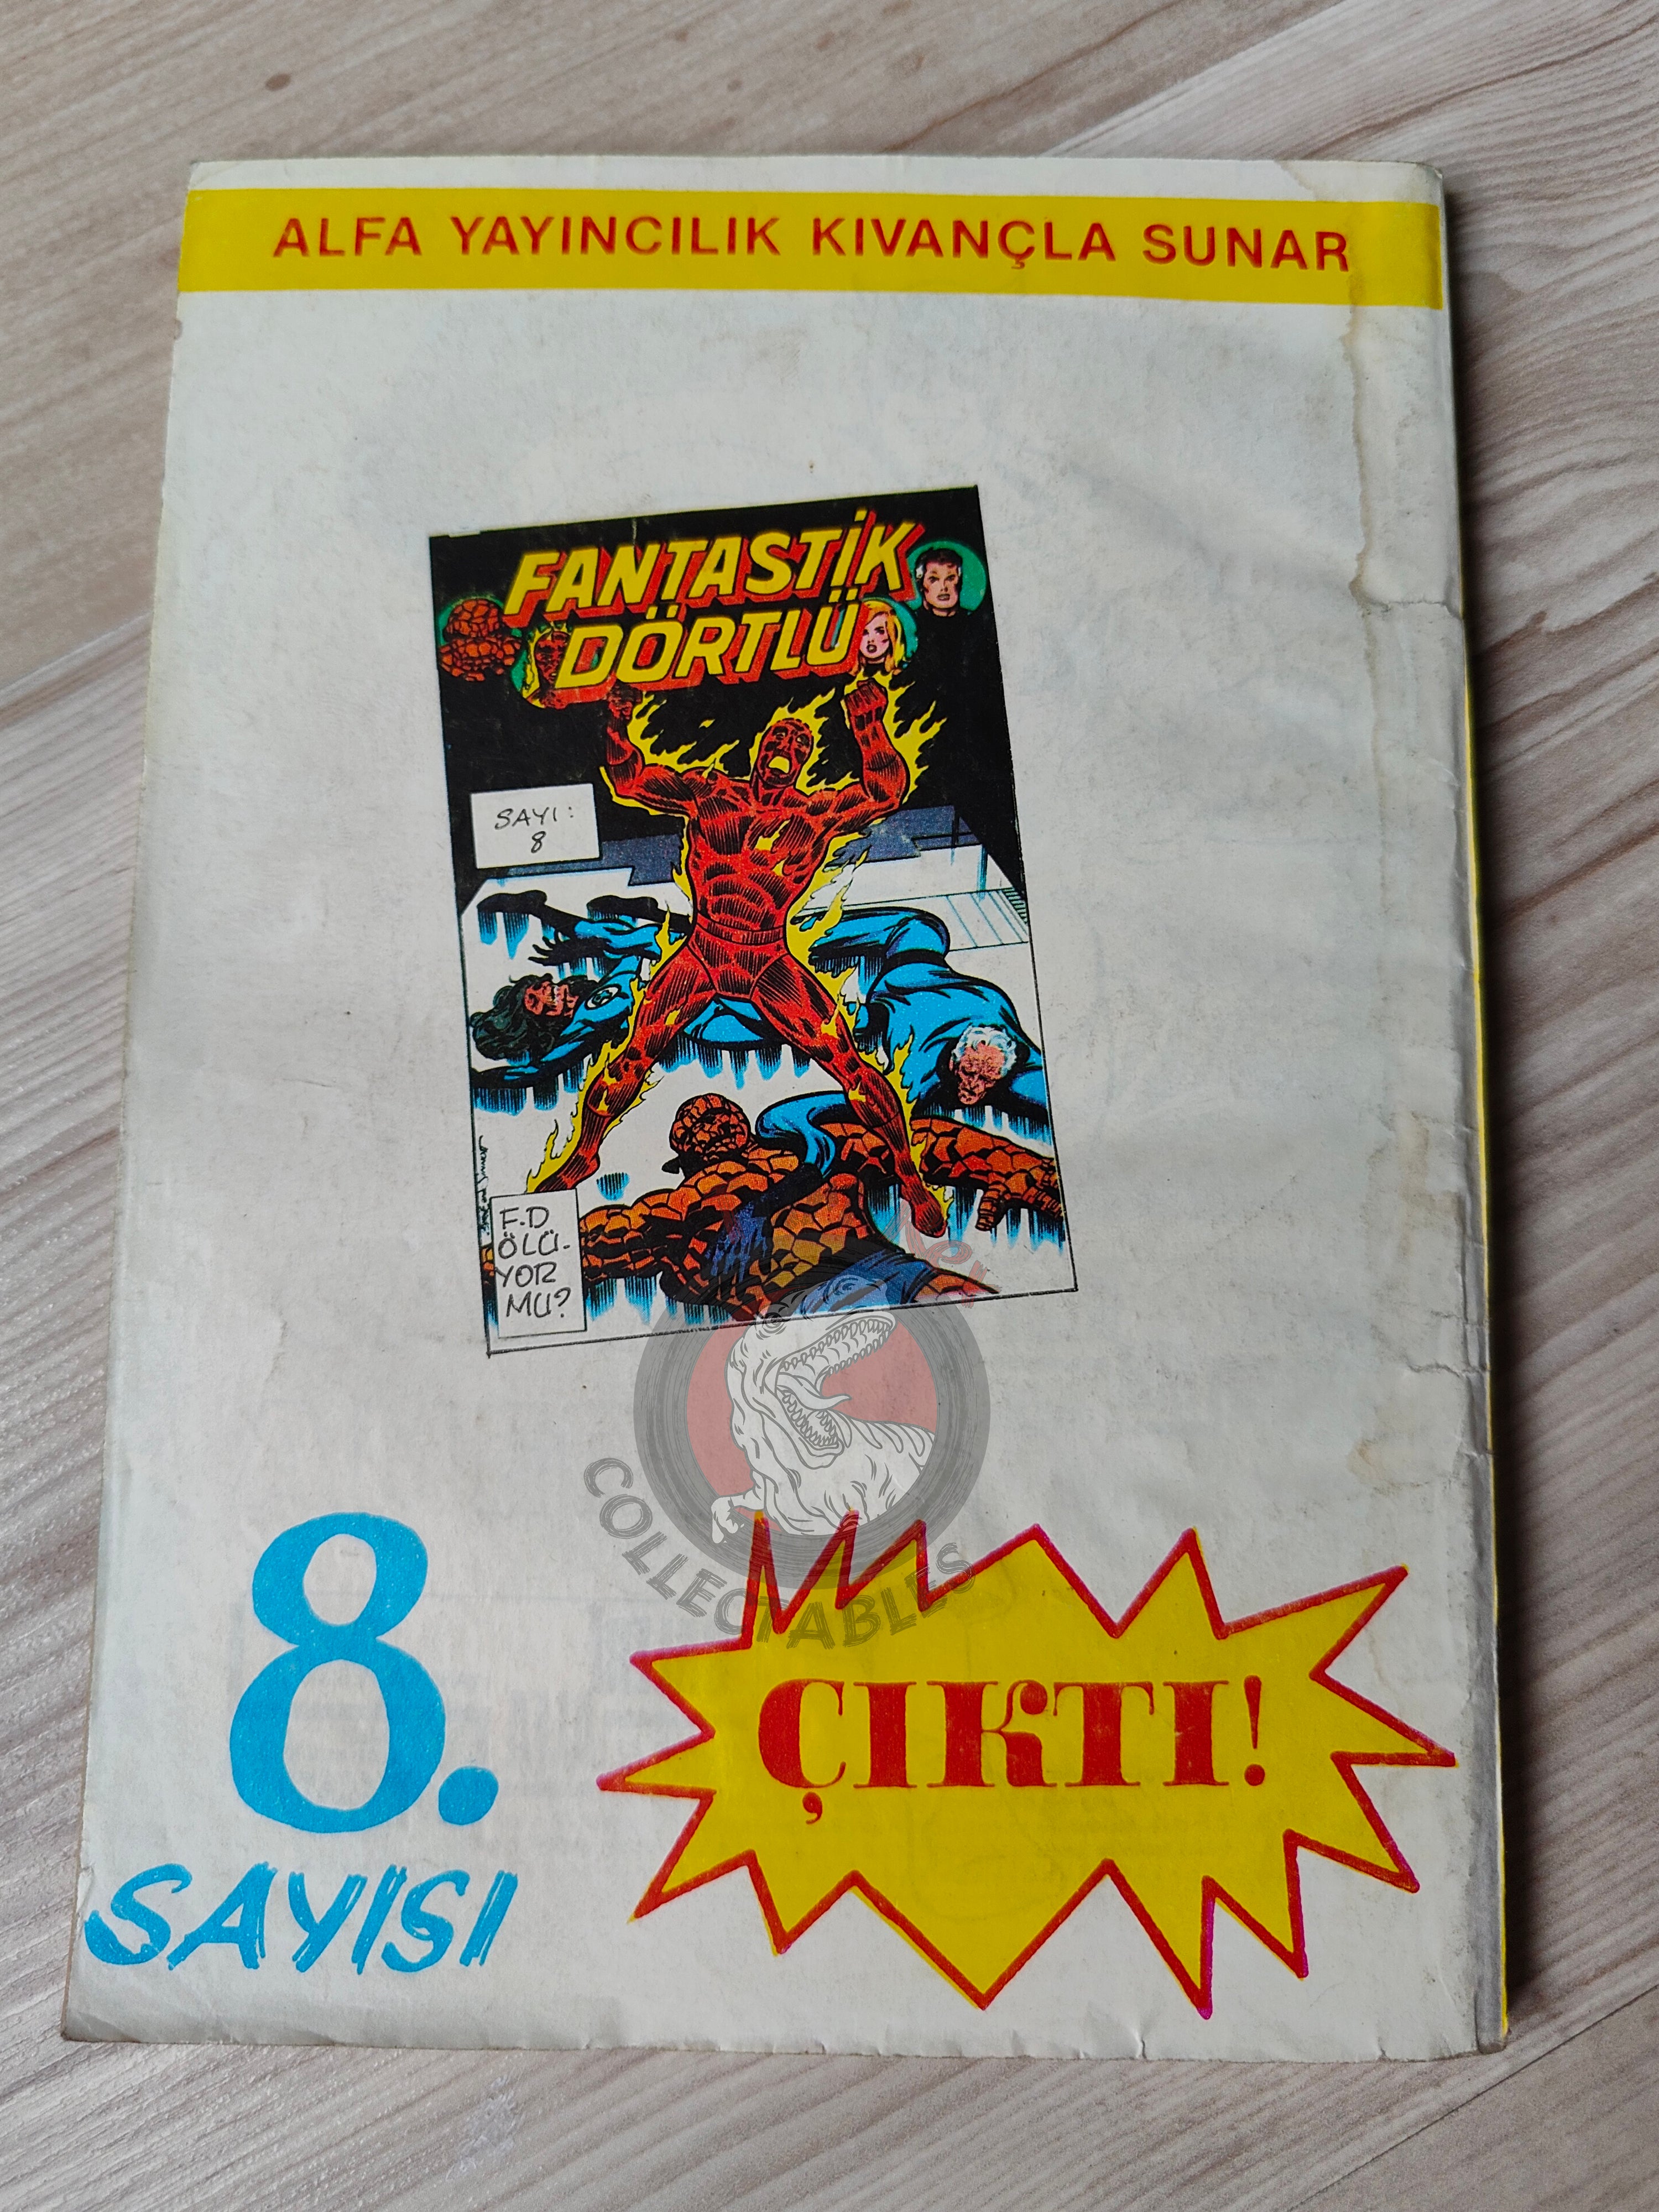 ALFA YAYINCILIK KIVANÇLA SUNAR
FANTASTİK
DÖRTLÜ
SAYI:
8
F.D
ÖLÜ-
YOR
MU?
COLLECTABLES
8.
SAYISI
ÇIKTI!